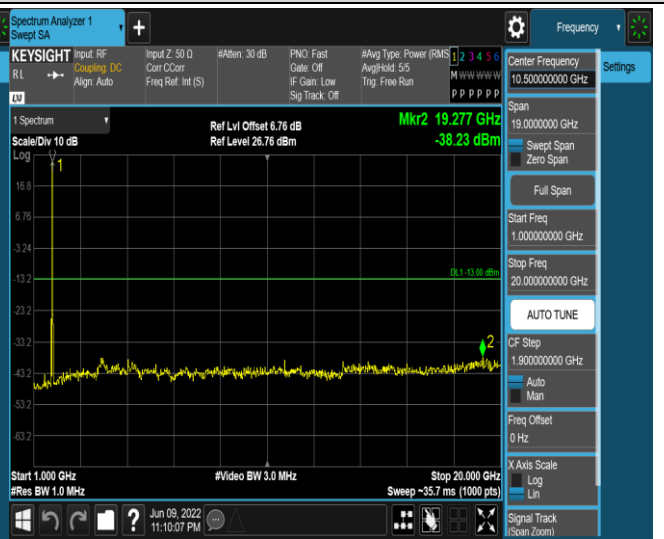 Spectrum Analyzer 1
Swept SA
+
Frequency
KEYSIGHT
RL
LXI
Input: RF
Coupling: DC
Align: Auto
Input Z: 50 Ω
Corr CCorr
Freq Ref: Int (S)
#Atten: 30 dB
PNO: Fast
Gate: Off
IF Gain: Low
Sig Track: Off
#Avg Type: Power (RMS
Avg|Hold: 5/5
Trig: Free Run
1 2 3 4 5 6
M W W W W W
P P P P P P
Center Frequency
10.500000000 GHz
Settings
Span
19.0000000 GHz
Swept Span
Zero Span
Full Span
Start Freq
1.000000000 GHz
Stop Freq
20.000000000 GHz
AUTO TUNE
CF Step
1.900000000 GHz
Auto
Man
Freq Offset
0 Hz
X Axis Scale
Log
Lin
Signal Track
(Span Zoom)
1 Spectrum
Scale/Div 10 dB
Log
Ref Lvl Offset 6.76 dB
Ref Level 26.76 dBm
Mkr2 19.277 GHz
-38.23 dBm
1
16.8
6.76
-3.24
-13.2
DL1 -13.00 dBm
-23.2
-33.2
2
-43.2
-53.2
-63.2
Start 1.000 GHz
#Res BW 1.0 MHz
#Video BW 3.0 MHz
Stop 20.000 GHz
Sweep ~35.7 ms (1000 pts)
?
Jun 09, 2022
11:10:07 PM